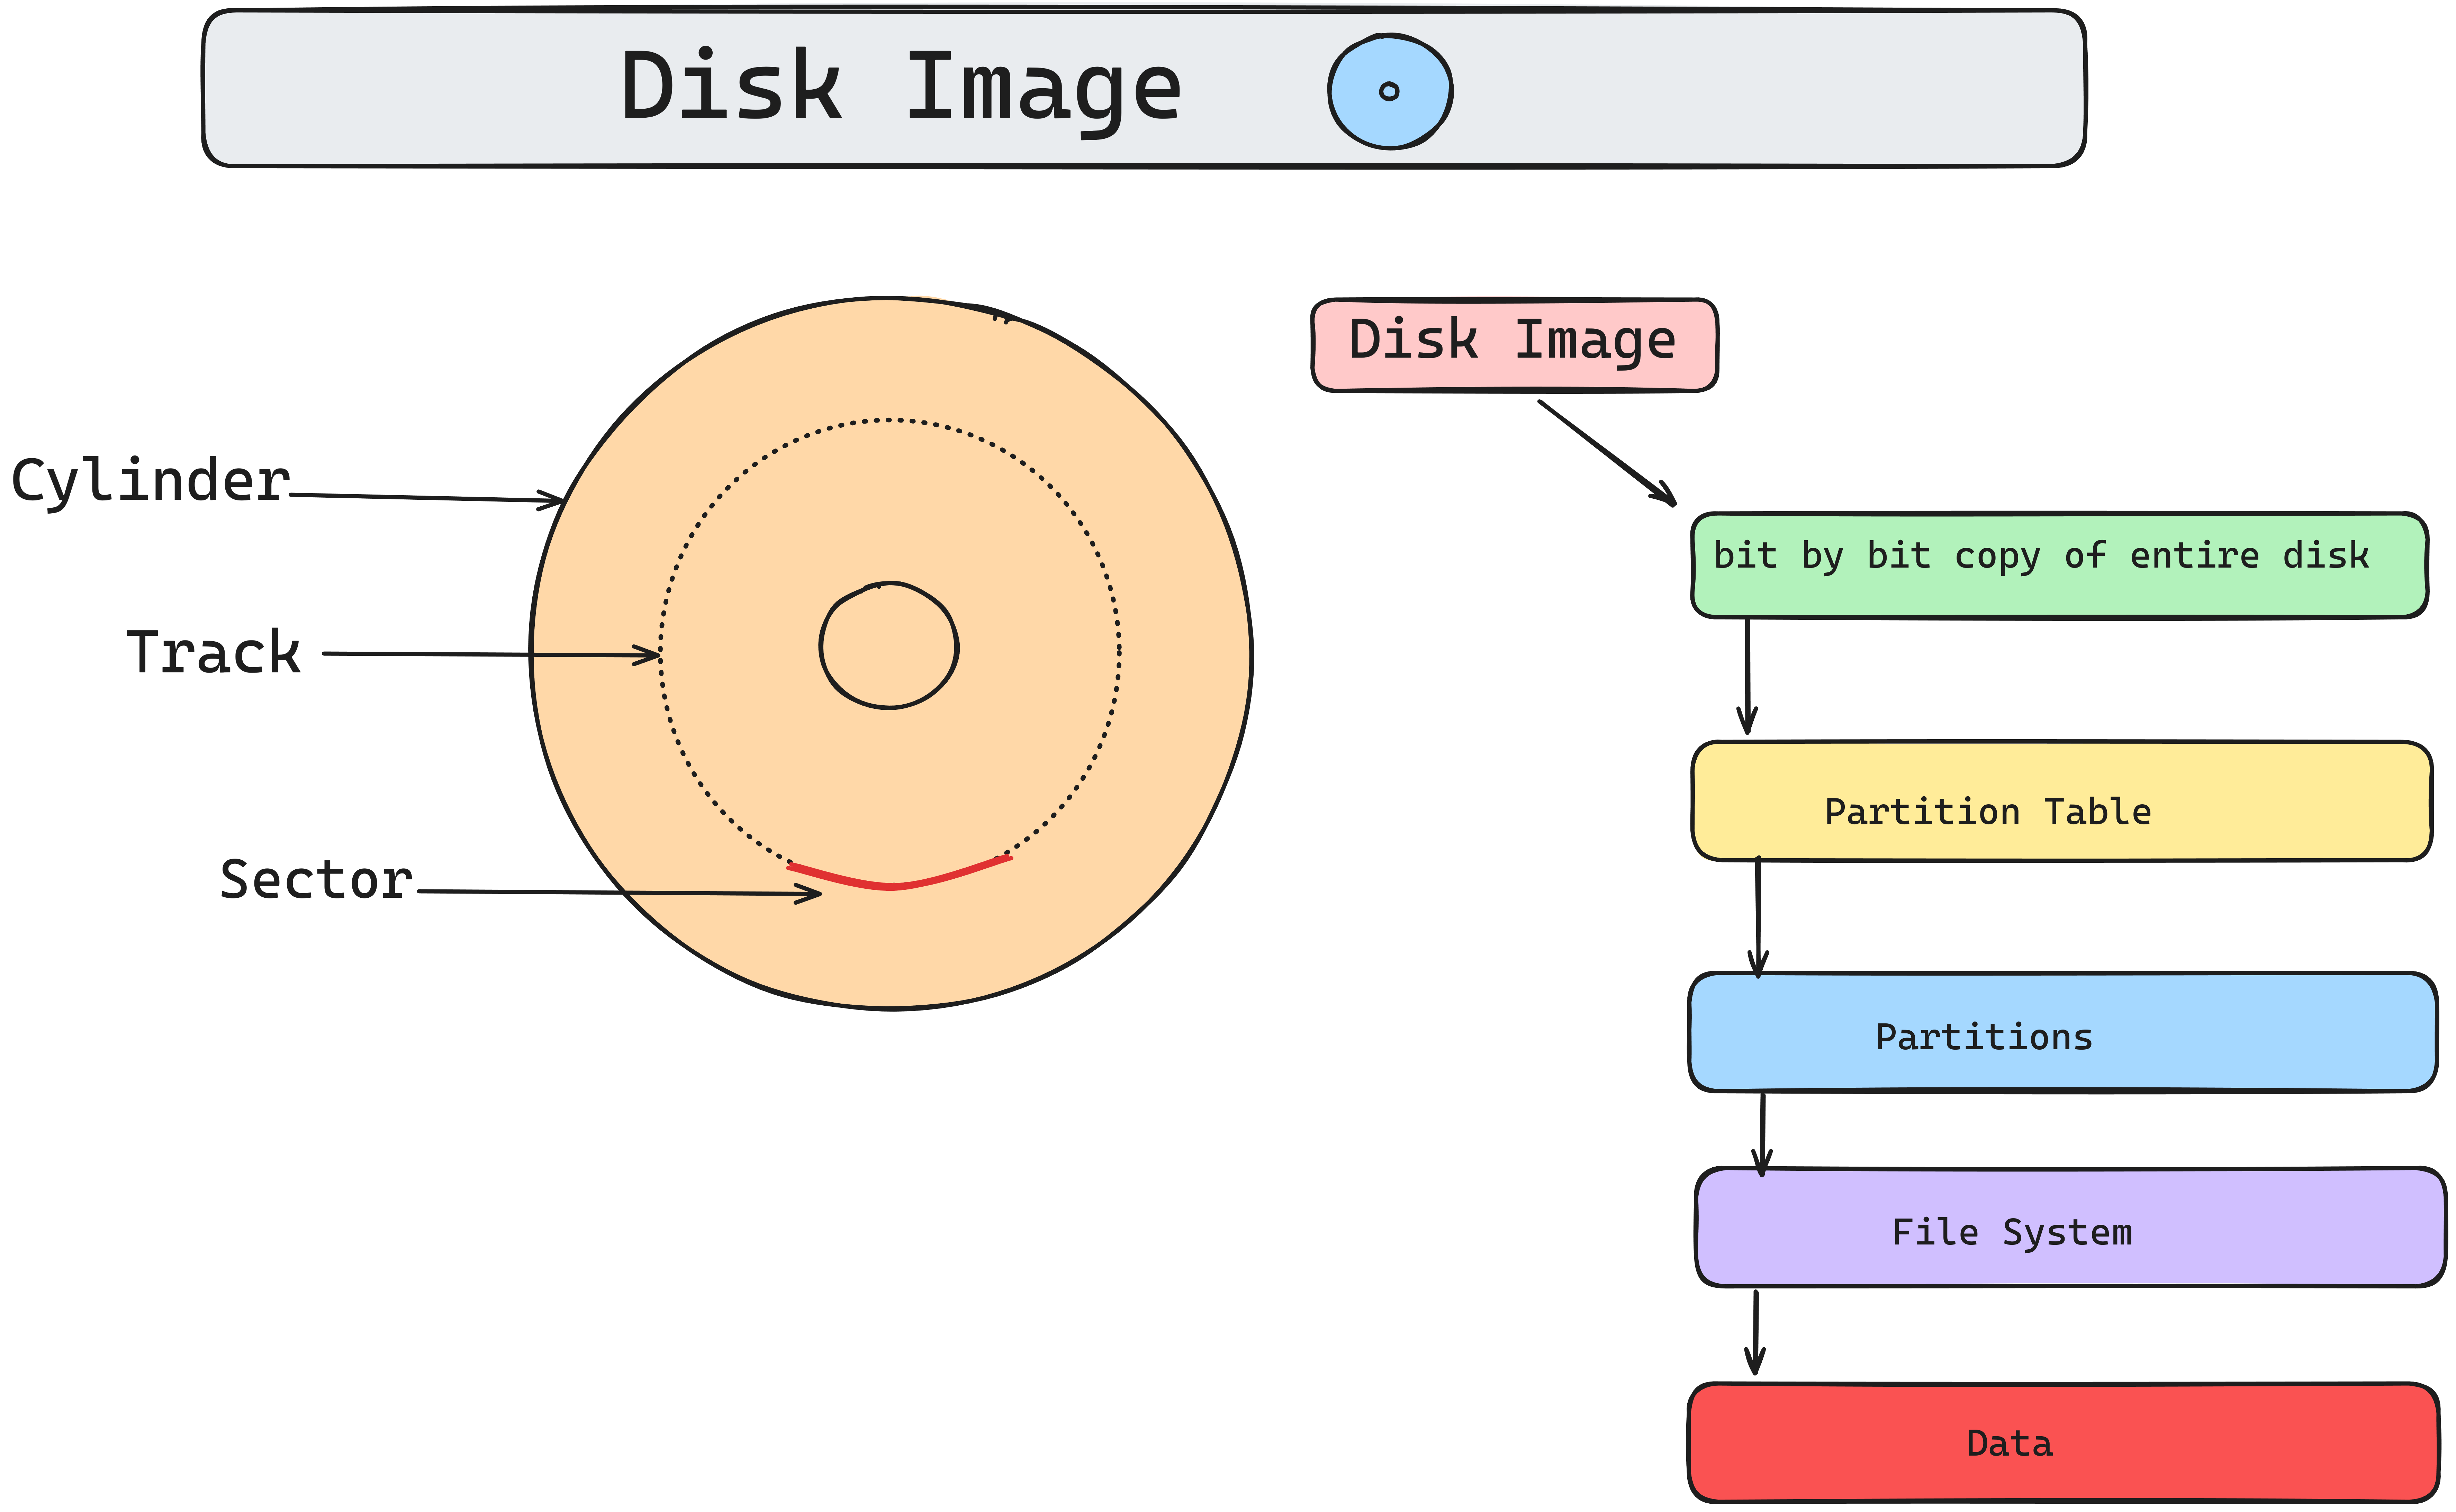 Disk Image
Cylinder
Track
Sector
Disk Image
bit by bit copy of entire disk
Partition Table
Partitions
File System
Data